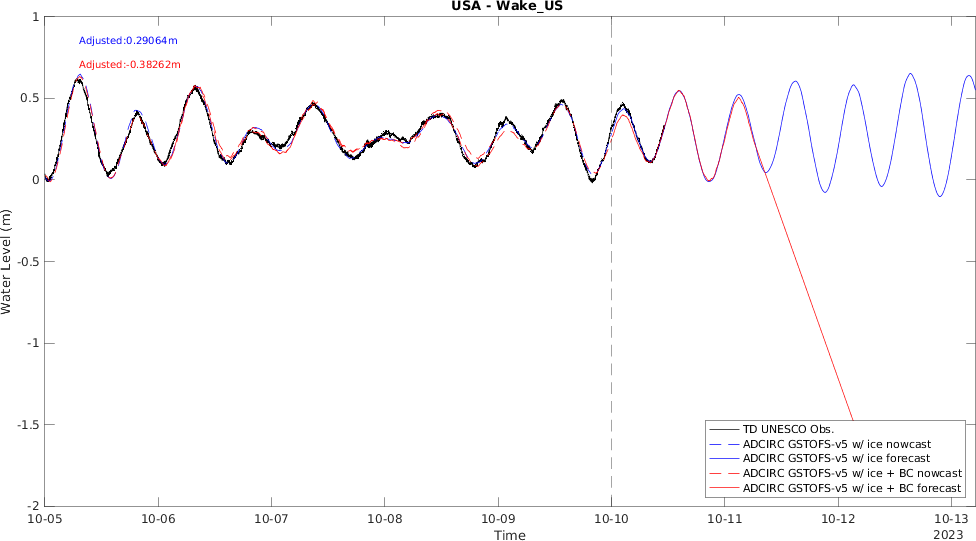 USA - Wake_US
Adjusted:0.29064m
Adjusted:-0.38262m
1
0.5
0
-0.5
-1
-1.5
-2
Water Level (m)
TD UNESCO Obs.
ADCIRC GSTOFS-v5 w/ ice nowcast
ADCIRC GSTOFS-v5 w/ ice forecast
ADCIRC GSTOFS-v5 w/ ice + BC nowcast
ADCIRC GSTOFS-v5 w/ ice + BC forecast
10-05 10-06 10-07 10-08 10-09 10-10 10-11 10-12 10-13
2023
Time